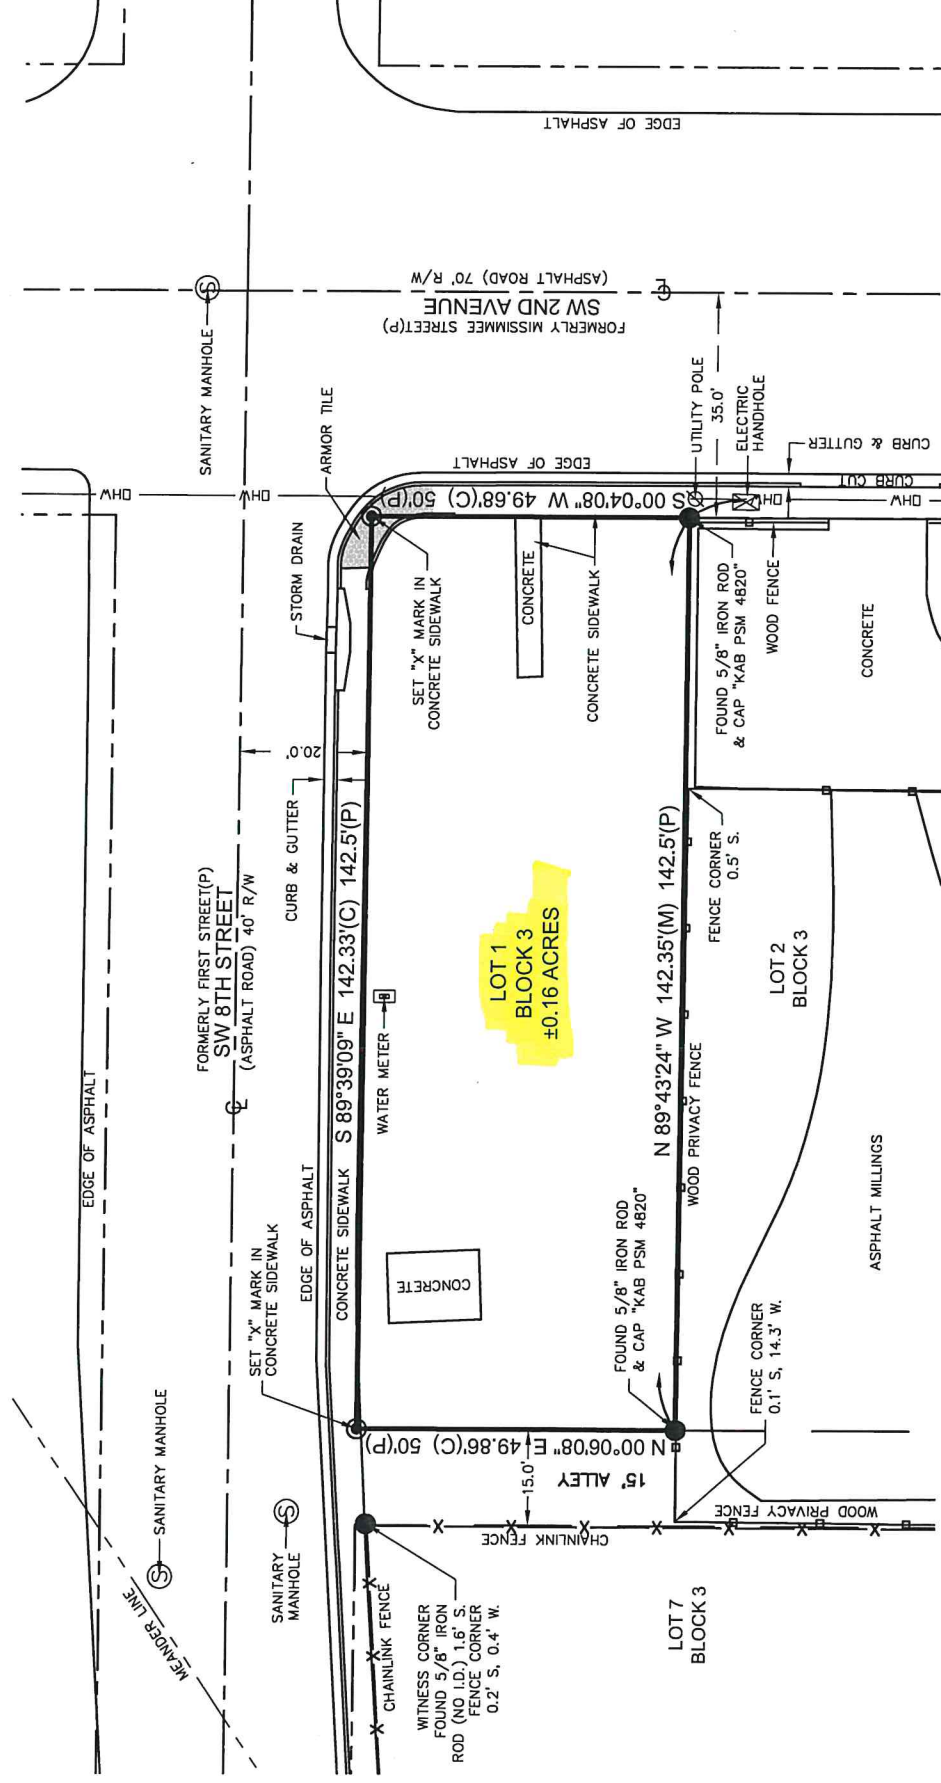 EDGE OF ASPHALT
(ASPHALT ROAD) 70' R/W
SW 2ND AVENUE
FORMERLY MISSIMMEE STREET(P)
SANITARY MANHOLE
ARMOR TILE
UTILITY POLE
35.0'
ELECTRIC
HANDHOLE
CURB & GUTTER
EDGE OF ASPHALT
CURB CUT
OHW
OHW
OHW
OHW
S 00°04'08" W 49.68'(C) 50'(P)
STORM DRAIN
SET "X" MARK IN
CONCRETE SIDEWALK
CONCRETE
CONCRETE SIDEWALK
FOUND 5/8" IRON ROD
& CAP "KAB PSM 4820"
WOOD FENCE
CONCRETE
20.0'
CURB & GUTTER
FORMERLY FIRST STREET(P)
SW 8TH STREET
(ASPHALT ROAD) 40' R/W
S 89°39'09" E 142.33'(C) 142.5'(P)
WATER METER
LOT 1
BLOCK 3
±0.16 ACRES
N 89°43'24" W 142.35'(M) 142.5'(P)
WOOD PRIVACY FENCE
FENCE CORNER
0.5' S.
LOT 2
BLOCK 3
ASPHALT MILLINGS
EDGE OF ASPHALT
EDGE OF ASPHALT
CONCRETE SIDEWALK
SET "X" MARK IN
CONCRETE SIDEWALK
CONCRETE
FOUND 5/8" IRON ROD
& CAP "KAB PSM 4820"
FENCE CORNER
0.1' S, 14.3' W.
N 00°06'08" E 49.86'(C) 50'(P)
15.0'
15' ALLEY
CHAINLINK FENCE
WOOD PRIVACY FENCE
SANITARY MANHOLE
SANITARY
MANHOLE
MEANDER LINE
CHAINLINK FENCE
WITNESS CORNER
FOUND 5/8" IRON
ROD (NO I.D.) 1.6' S.
FENCE CORNER
0.2' S, 0.4' W.
LOT 7
BLOCK 3